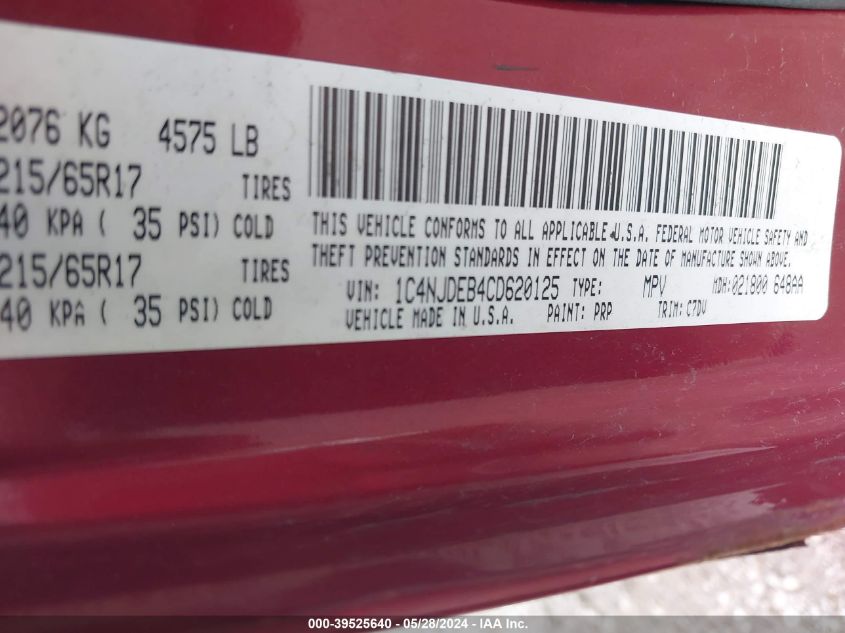 2076 KG 4575 LB
215/65R17 TIRES
40 KPA ( 35 PSI) COLD
215/65R17 TIRES
40 KPA ( 35 PSI) COLD
THIS VEHICLE CONFORMS TO ALL APPLICABLE U.S.A. FEDERAL MOTOR VEHICLE SAFETY AND
THEFT PREVENTION STANDARDS IN EFFECT ON THE DATE OF MANUFACTURE SHOWN ABOVE.
VIN: 1C4NJDEB4CD620125 TYPE: MPV MDH:021800 648AA
VEHICLE MADE IN U.S.A. PAINT: PRP TRIM: C7DV
000-39525640 - 05/28/2024 - IAA Inc.